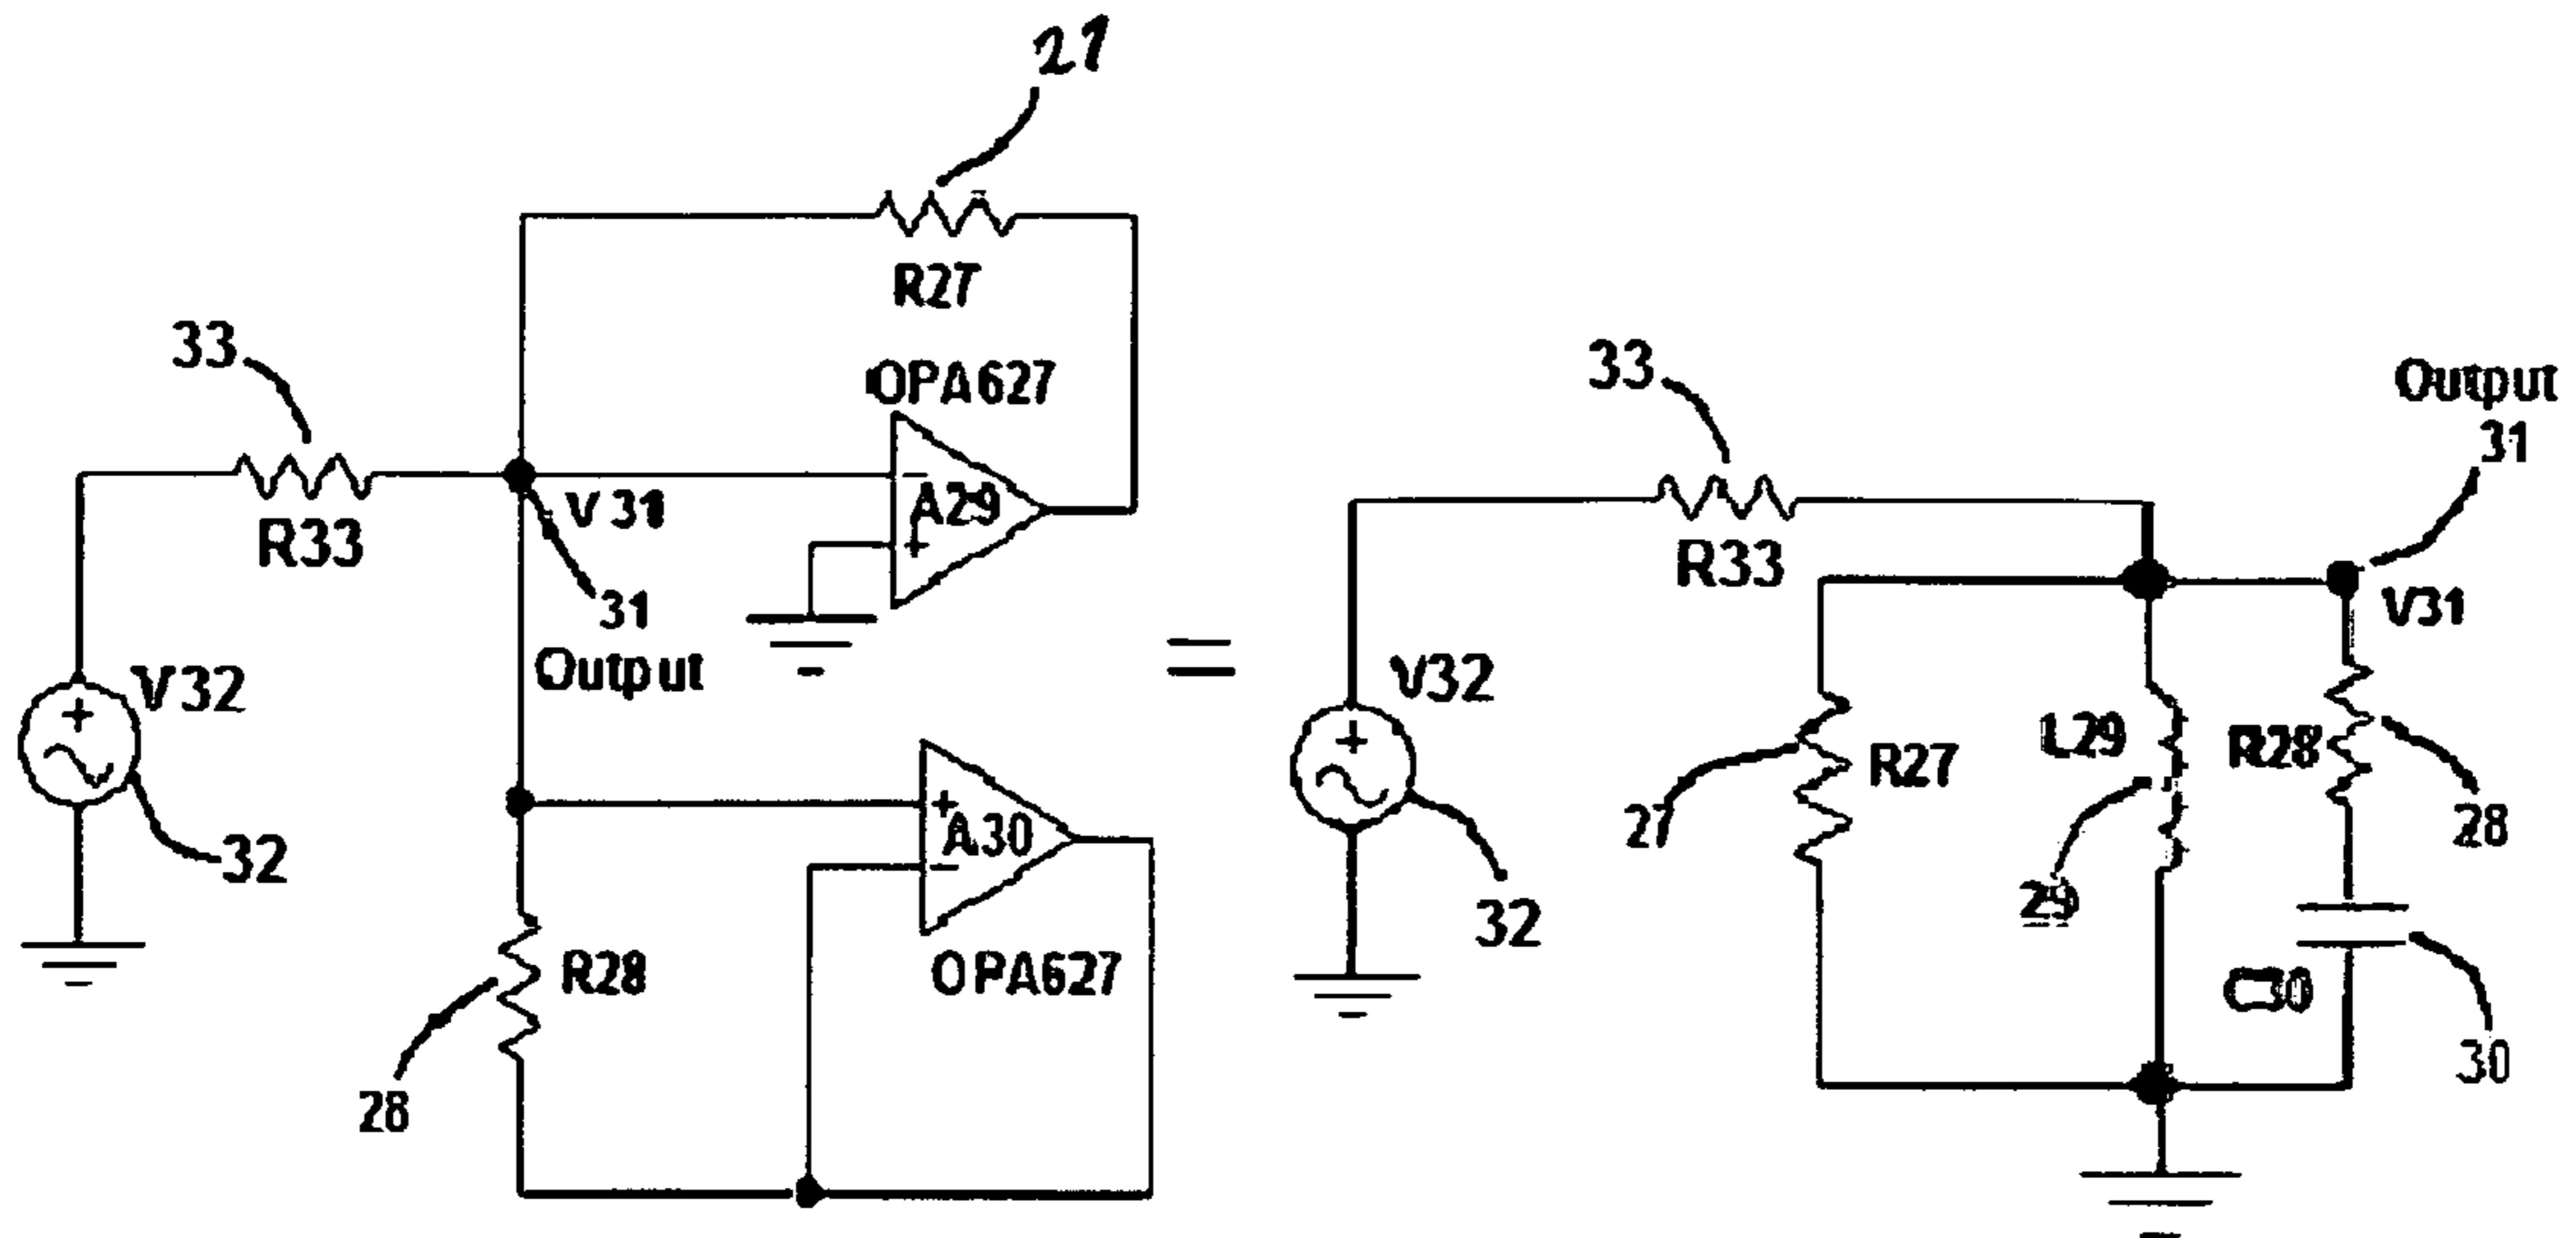 27
R27
33
OPA627
- A29 +
R33
V31
31
Output
V32
+
32
+ A30 -
OPA627
R28
28
=
33
Output
31
R33
V31
V32
+
32
27
R27
L29
29
R28
28
C30
30